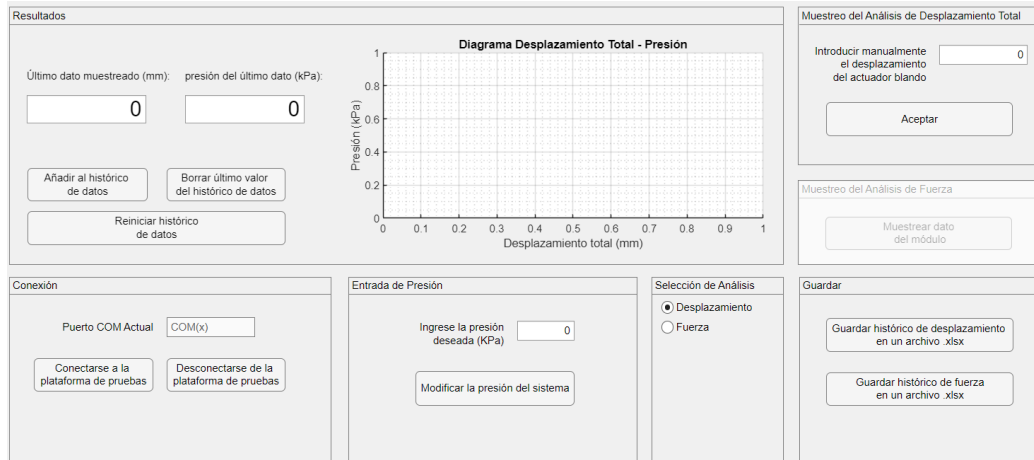 Resultados
Último dato muestreado (mm):
presión del último dato (kPa):
0
0
Añadir al histórico
de datos
Borrar último valor
del histórico de datos
Reiniciar histórico
de datos
Diagrama Desplazamiento Total - Presión
Presión (kPa)
1
0.8
0.6
0.4
0.2
0
0 0.1 0.2 0.3 0.4 0.5 0.6 0.7 0.8 0.9 1
Desplazamiento total (mm)
Muestreo del Análisis de Desplazamiento Total
Introducir manualmente
el desplazamiento
del actuador blando
0
Aceptar
Muestreo del Análisis de Fuerza
Muestrear dato
del módulo
Conexión
Puerto COM Actual
COM(x)
Conectarse a la
plataforma de pruebas
Desconectarse de la
plataforma de pruebas
Entrada de Presión
Ingrese la presión
deseada (KPa)
0
Modificar la presión del sistema
Selección de Análisis
Desplazamiento
Fuerza
Guardar
Guardar histórico de desplazamiento
en un archivo .xlsx
Guardar histórico de fuerza
en un archivo .xlsx